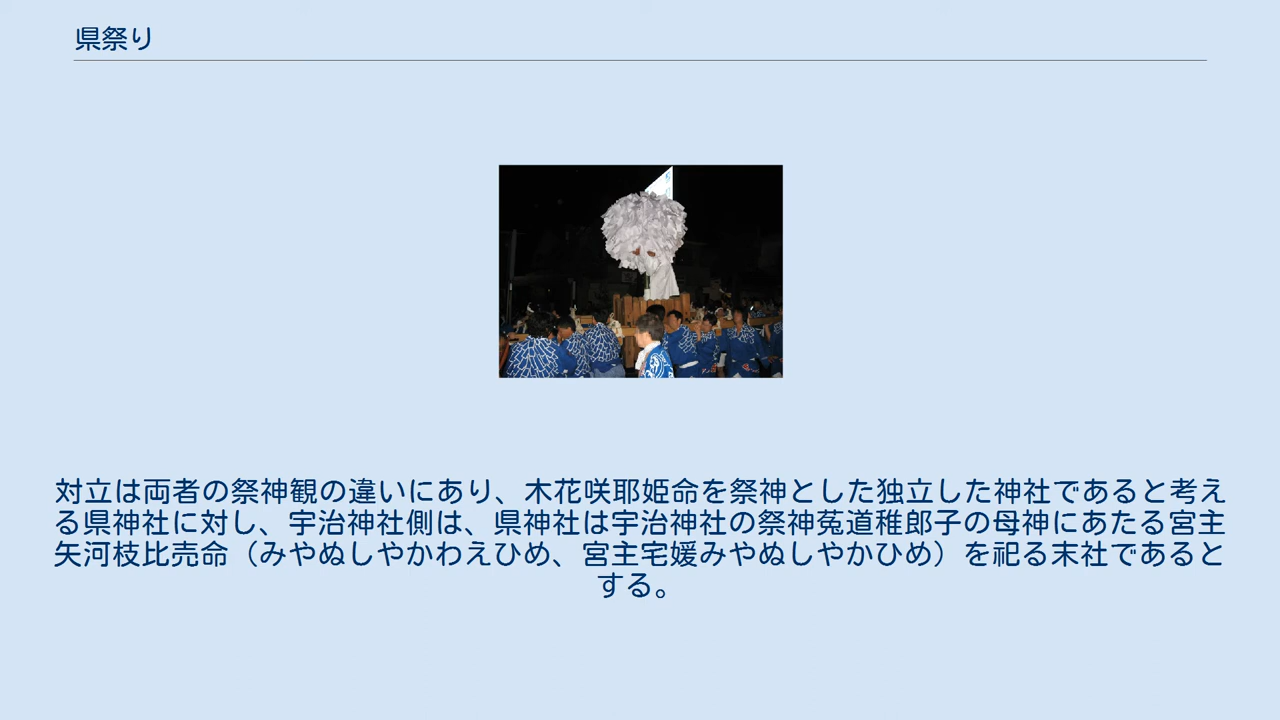 県祭り
対立は両者の祭神観の違いにあり、木花咲耶姫命を祭神とした独立した神社であると考え
る県神社に対し、宇治神社側は、県神社は宇治神社の祭神菟道稚郎子の母神にあたる宮主
矢河枝比売命（みやぬしやかわえひめ、宮主宅媛みやぬしやかひめ）を祀る末社であると
する。